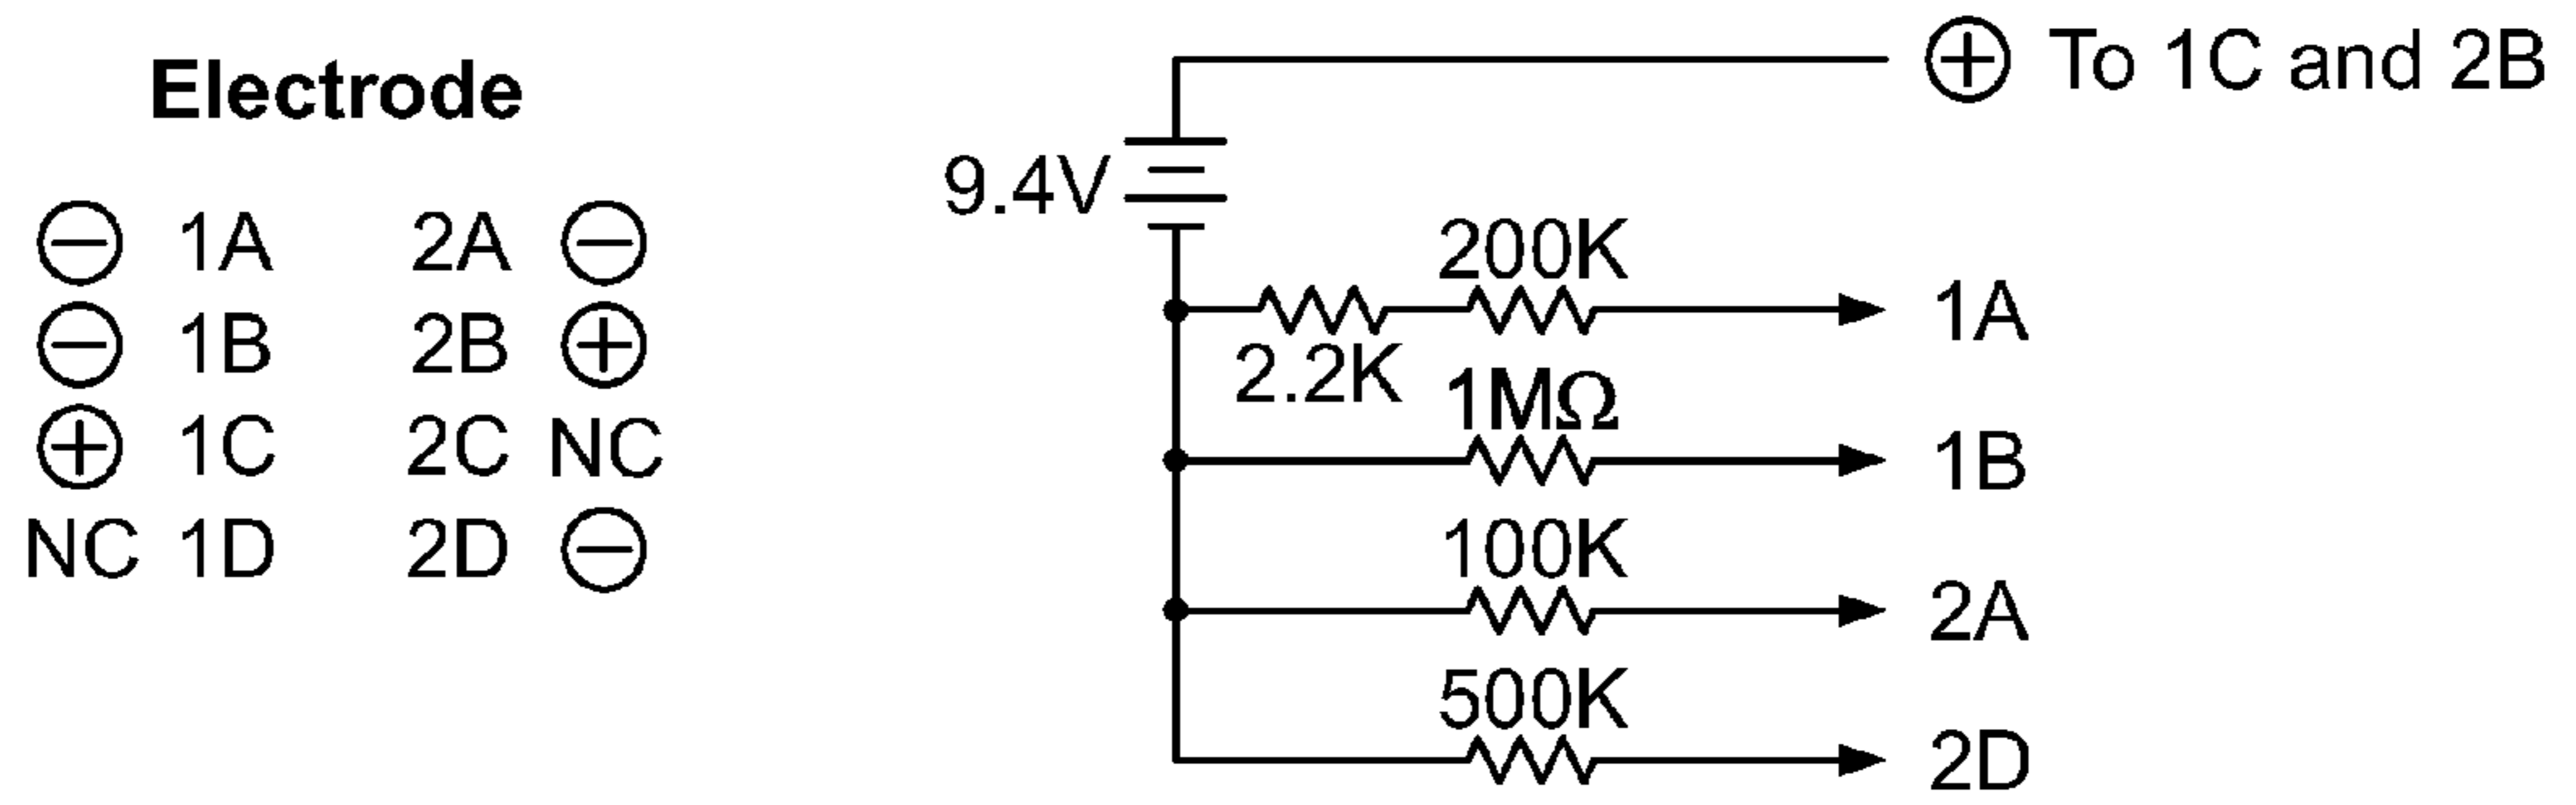 Electrode
⊖ 1A 2A ⊖
⊖ 1B 2B ⊕
⊕ 1C 2C NC
NC 1D 2D ⊖
⊕ To 1C and 2B
9.4V
200K
1A
2.2K
1MΩ
1B
100K
2A
500K
2D